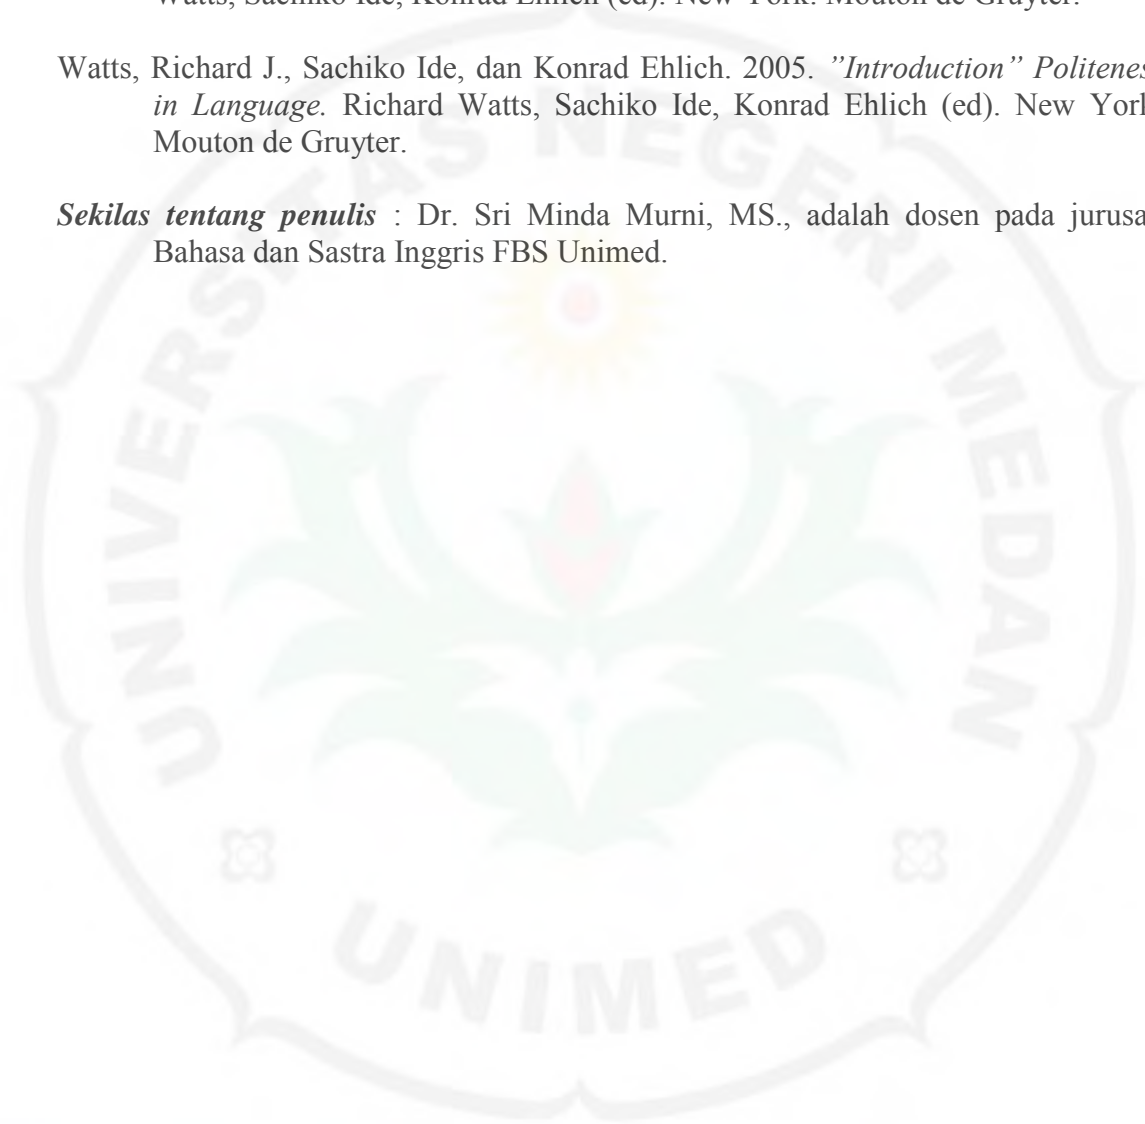 Watts, Sachiko Ide, Konrad Ehlich (ed). New York: Mouton de Gruyter.
Watts, Richard J., Sachiko Ide, dan Konrad Ehlich. 2005. ”Introduction” Politenes
in Language. Richard Watts, Sachiko Ide, Konrad Ehlich (ed). New York
Mouton de Gruyter.
Sekilas tentang penulis : Dr. Sri Minda Murni, MS., adalah dosen pada jurusa
Bahasa dan Sastra Inggris FBS Unimed.
UNIVERSITAS NEGERI MEDAN
UNIMED